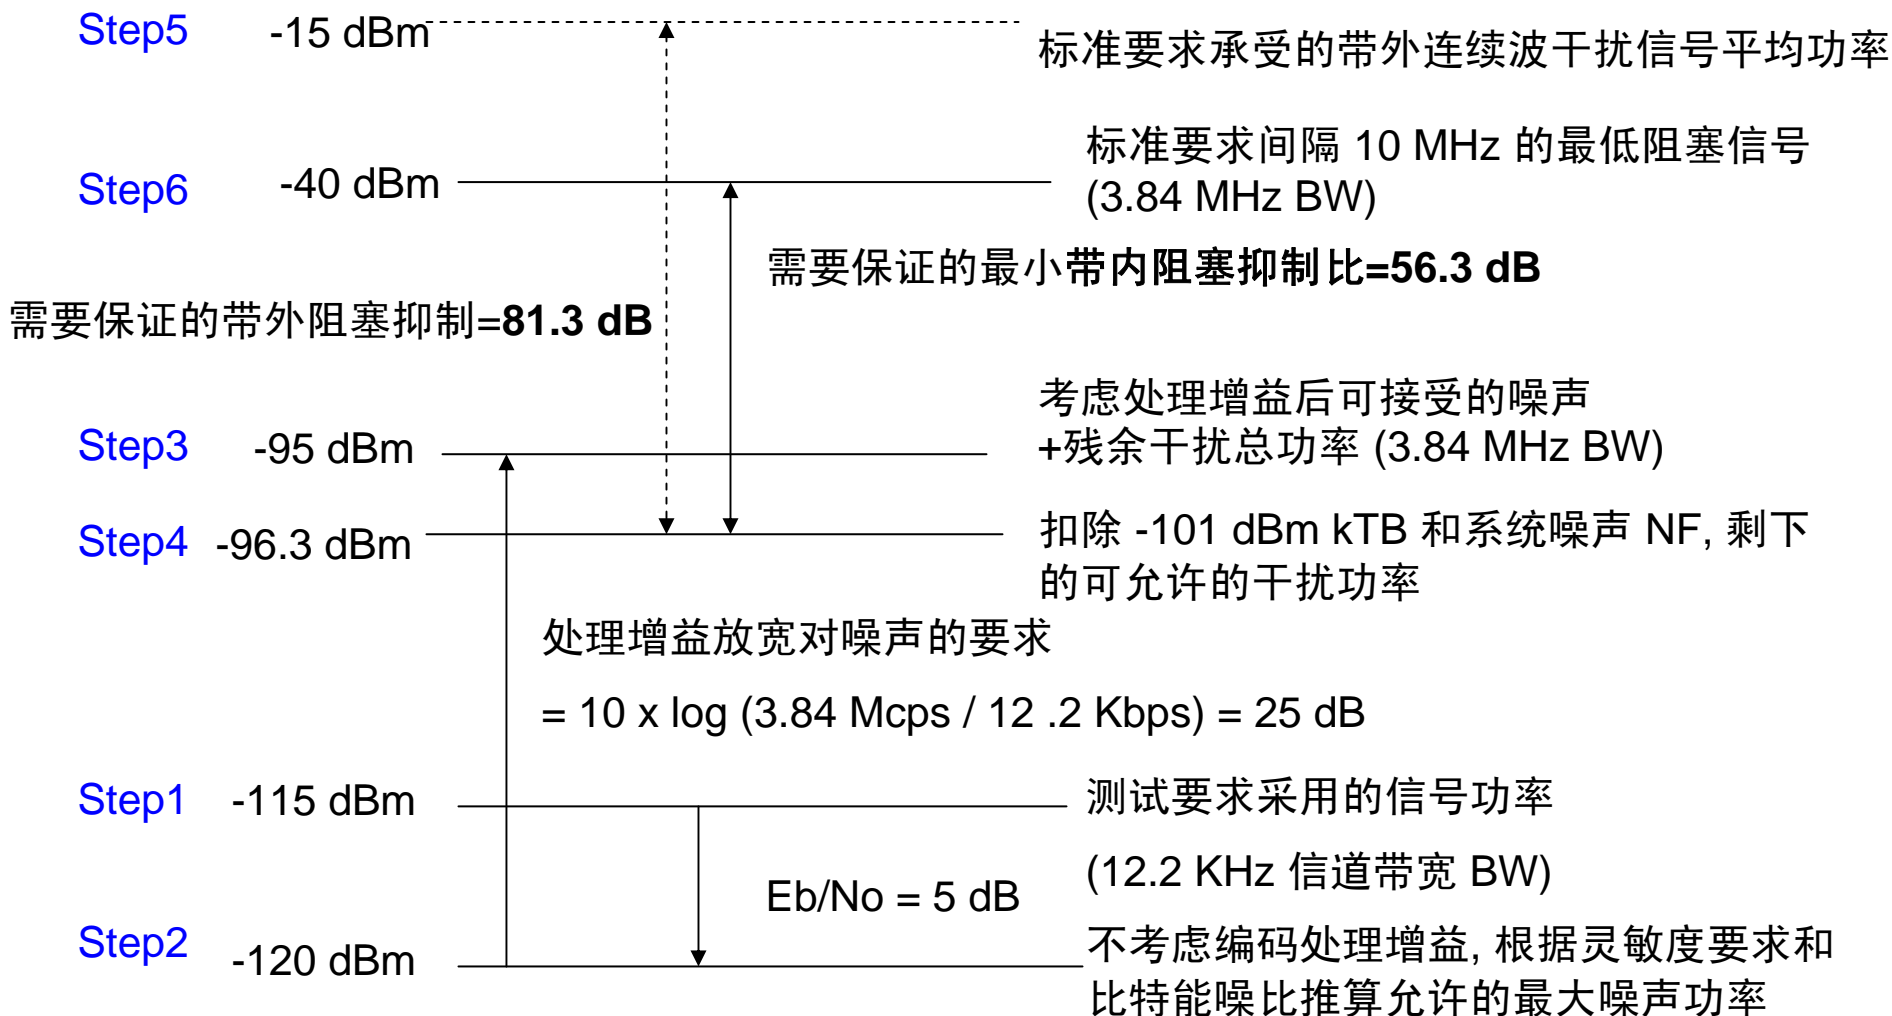 Step5 -15 dBm
标准要求承受的带外连续波干扰信号平均功率
Step6 -40 dBm
标准要求间隔 10 MHz 的最低阻塞信号
(3.84 MHz BW)
需要保证的最小带内阻塞抑制比=56.3 dB
需要保证的带外阻塞抑制=81.3 dB
Step3 -95 dBm
考虑处理增益后可接受的噪声
+残余干扰总功率 (3.84 MHz BW)
Step4 -96.3 dBm
扣除 -101 dBm kTB 和系统噪声 NF, 剩下
的可允许的干扰功率
处理增益放宽对噪声的要求
= 10 x log (3.84 Mcps / 12 .2 Kbps) = 25 dB
Step1 -115 dBm
测试要求采用的信号功率
(12.2 KHz 信道带宽 BW)
Eb/No = 5 dB
Step2 -120 dBm
不考虑编码处理增益, 根据灵敏度要求和
比特能噪比推算允许的最大噪声功率